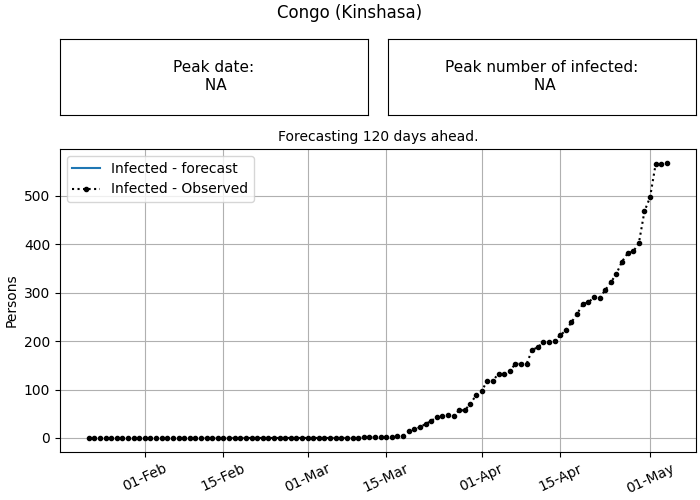 Congo (Kinshasa)
Peak date:
NA
Peak number of infected:
NA
Forecasting 120 days ahead.
Infected - forecast
Infected - Observed
Persons
500
400
300
200
100
0
01-Feb
15-Feb
01-Mar
15-Mar
01-Apr
15-Apr
01-May